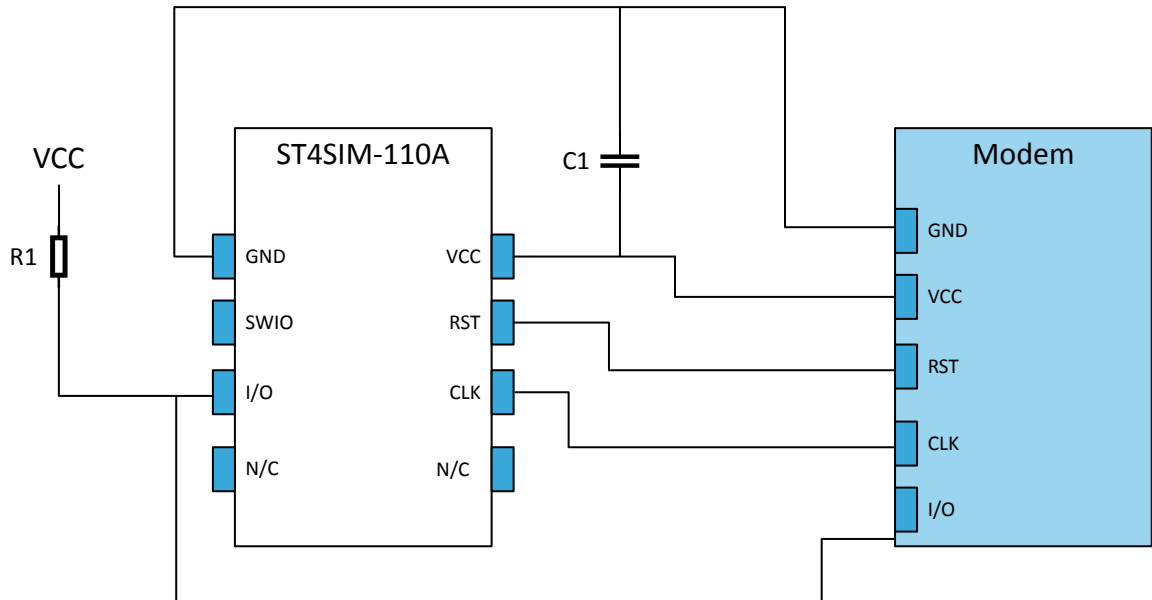 ST4SIM-110A
Modem
VCC
C1
R1
GND
SWIO
I/O
N/C
VCC
RST
CLK
N/C
GND
VCC
RST
CLK
I/O